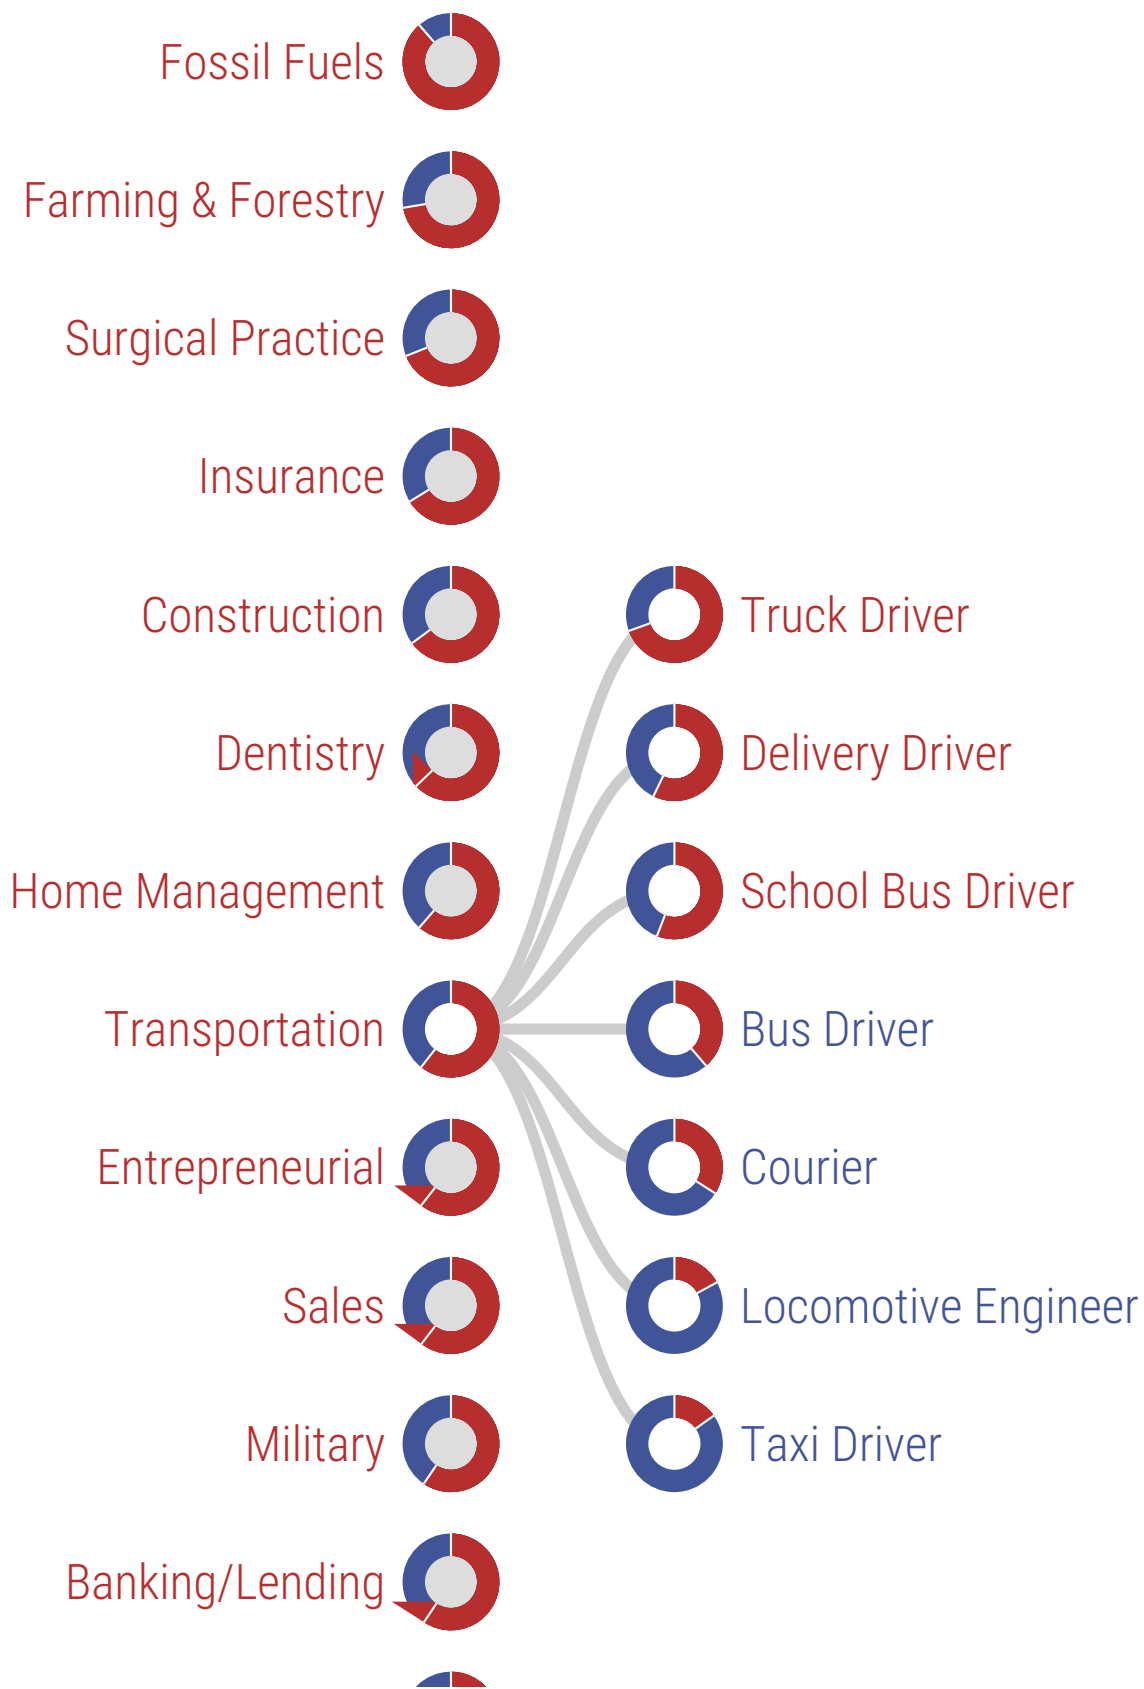 Fossil Fuels
Farming & Forestry
Surgical Practice
Insurance
Construction
Truck Driver
Dentistry
Delivery Driver
Home Management
School Bus Driver
Transportation
Bus Driver
Entrepreneurial
Courier
Sales
Locomotive Engineer
Military
Taxi Driver
Banking/Lending